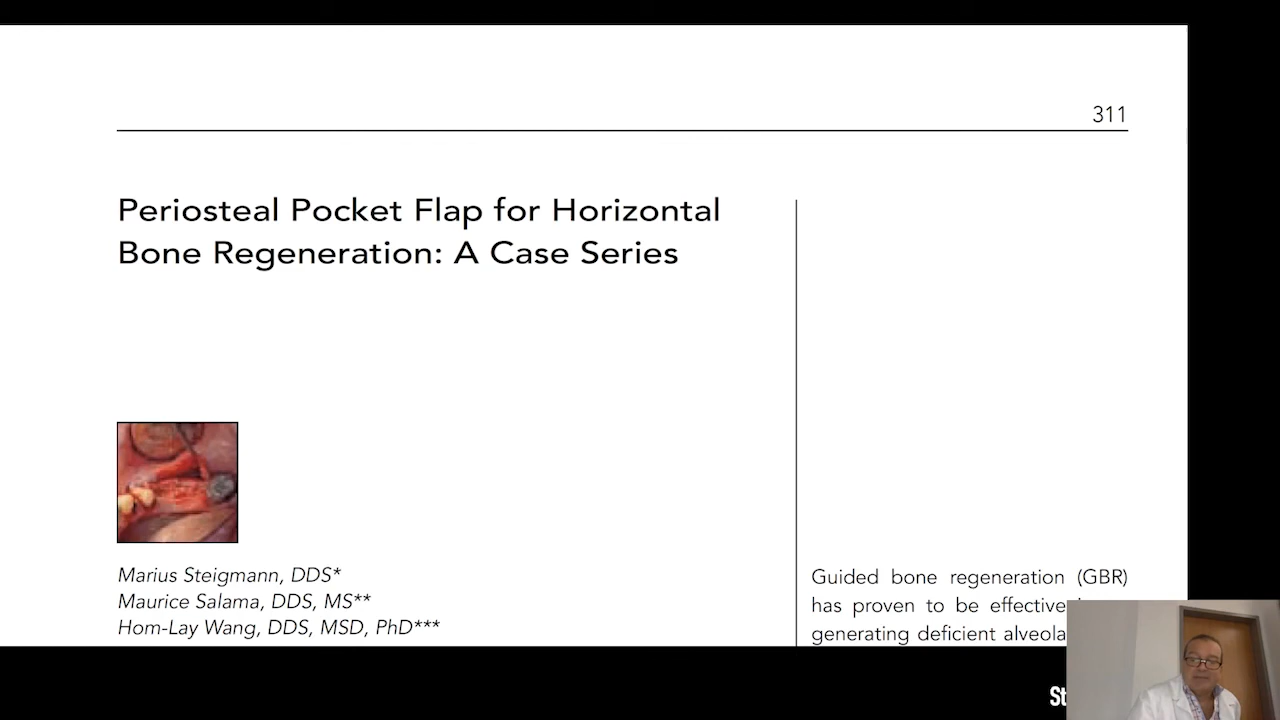 311
Periosteal Pocket Flap for Horizontal
Bone Regeneration: A Case Series
Marius Steigmann, DDS*
Maurice Salama, DDS, MS**
Hom-Lay Wang, DDS, MSD, PhD***
Guided bone regeneration (GBR)
has proven to be effective
generating deficient